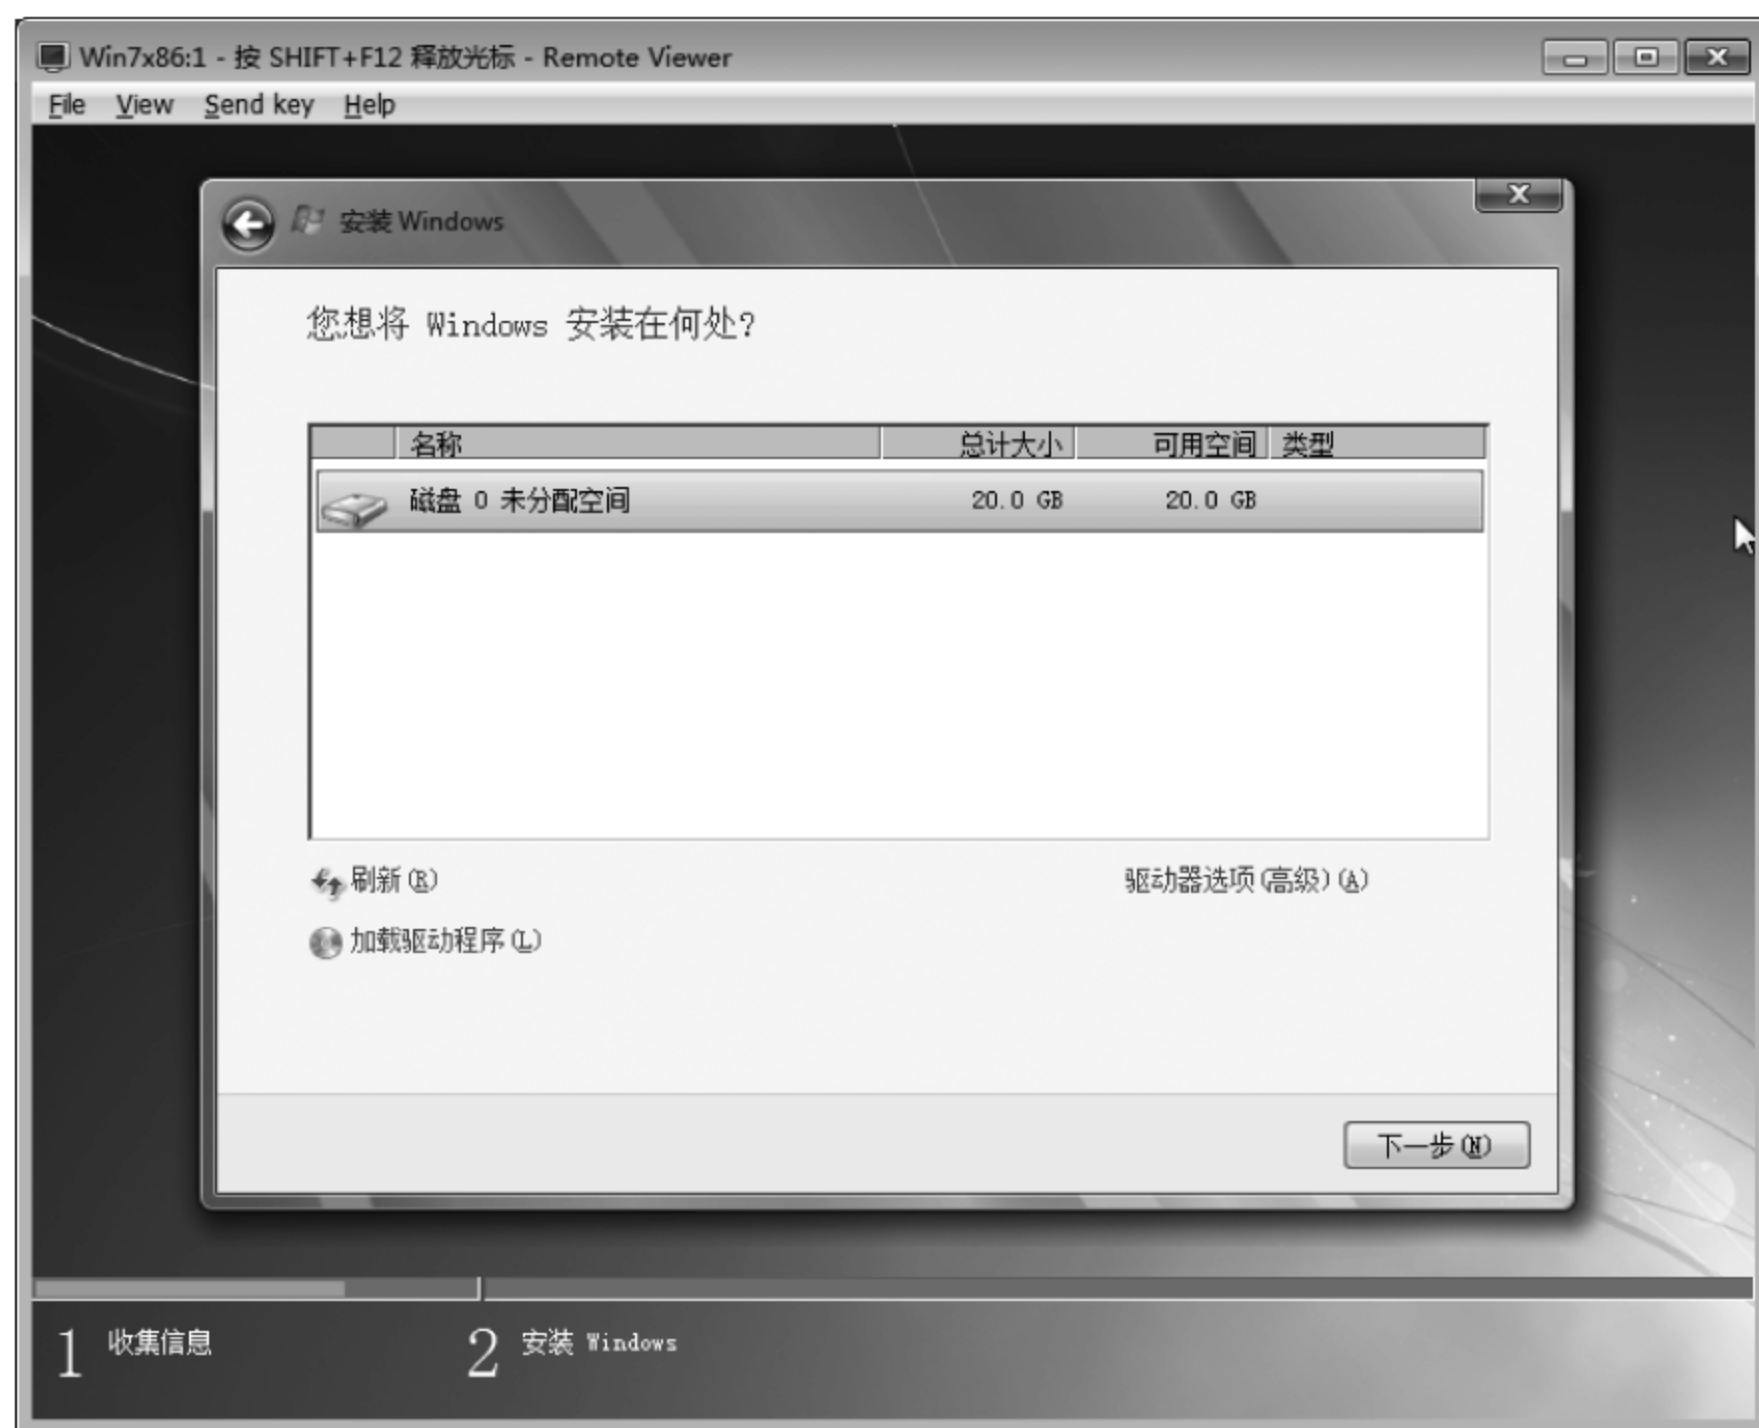 Win7x86:1 - 按 SHIFT+F12 释放光标 - Remote Viewer
File View Send key Help
安装 Windows
您想将 Windows 安装在何处?
名称 总计大小 可用空间 类型
磁盘 0 未分配空间 20.0 GB 20.0 GB
刷新(R) 驱动器选项(高级)(A)
加载驱动程序(L)
下一步(N)
1 收集信息 2 安装 Windows